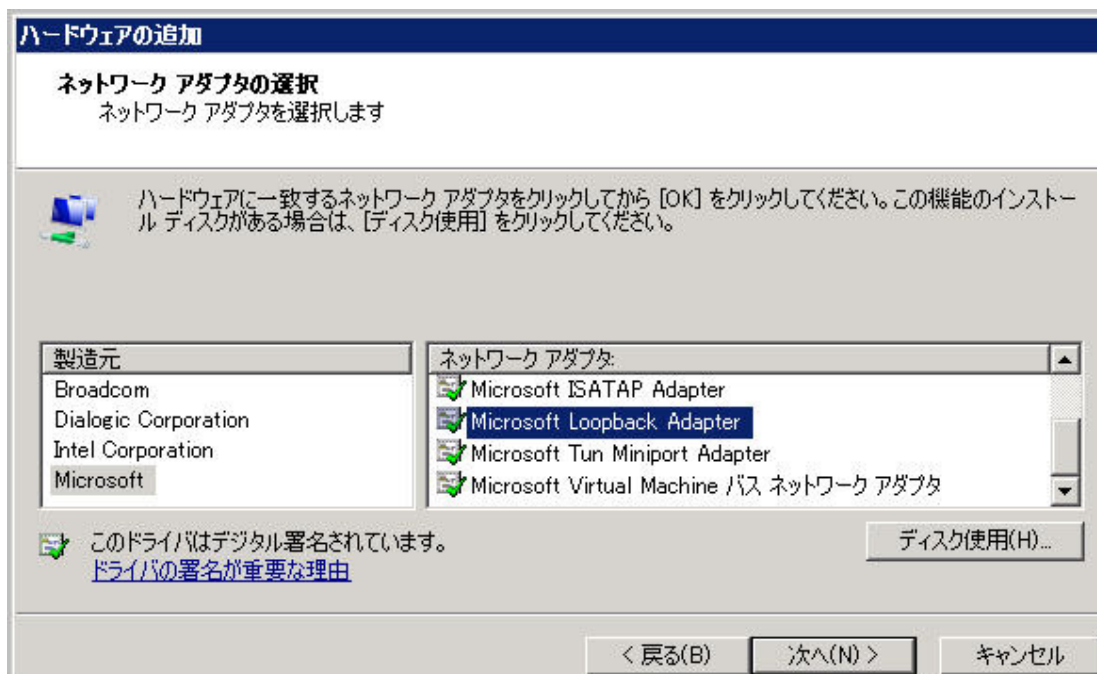 ハードウェアの追加
ネットワーク アダプタの選択
ネットワーク アダプタを選択します
ハードウェアに一致するネットワーク アダプタをクリックしてから [OK] をクリックしてください。この機能のインストー
ル ディスクがある場合は、[ディスク使用] をクリックしてください。
製造元
Broadcom
Dialogic Corporation
Intel Corporation
Microsoft
ネットワーク アダプタ:
Microsoft ISATAP Adapter
Microsoft Loopback Adapter
Microsoft Tun Miniport Adapter
Microsoft Virtual Machine バス ネットワーク アダプタ
このドライバはデジタル署名されています。
ドライバの署名が重要な理由
ディスク使用(H)...
< 戻る(B)
次へ(N) >
キャンセル